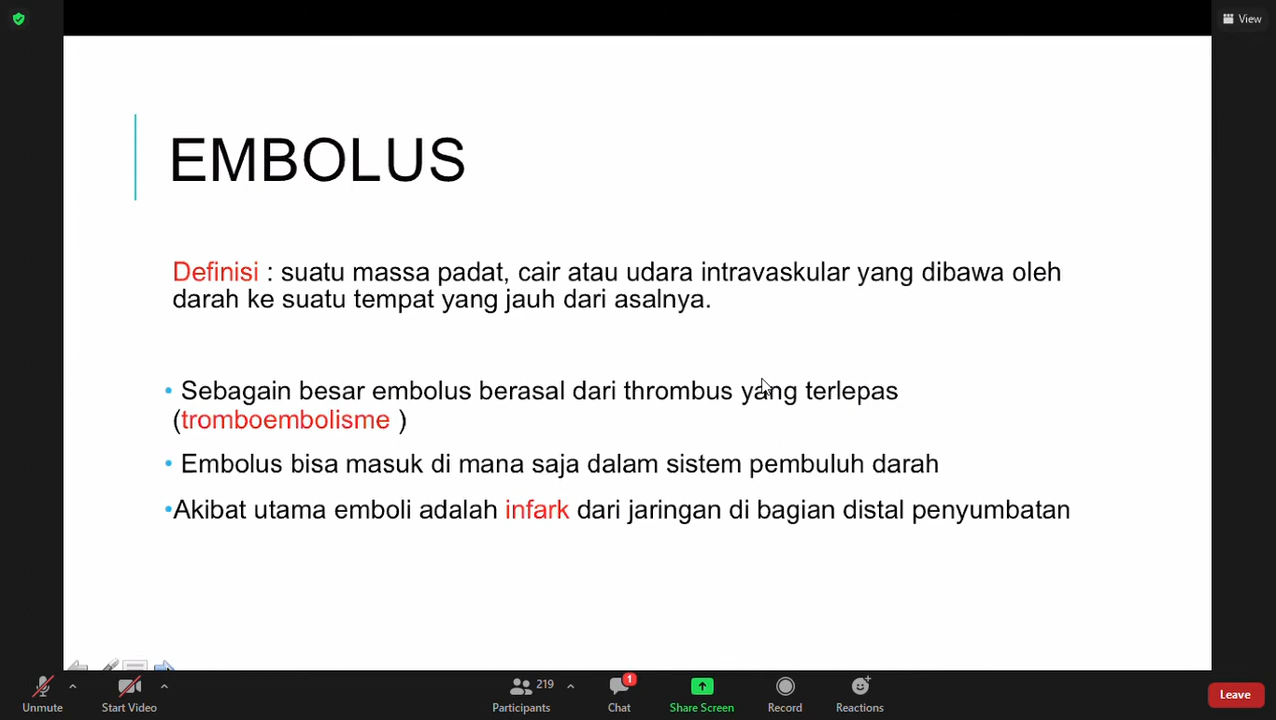 View
EMBOLUS
Definisi : suatu massa padat, cair atau udara intravaskular yang dibawa oleh
darah ke suatu tempat yang jauh dari asalnya.
• Sebagain besar embolus berasal dari thrombus yang terlepas
(tromboembolisme )
• Embolus bisa masuk di mana saja dalam sistem pembuluh darah
•Akibat utama emboli adalah infark dari jaringan di bagian distal penyumbatan
Unmute
Start Video
219
Participants
1
Chat
Share Screen
Record
Reactions
Leave